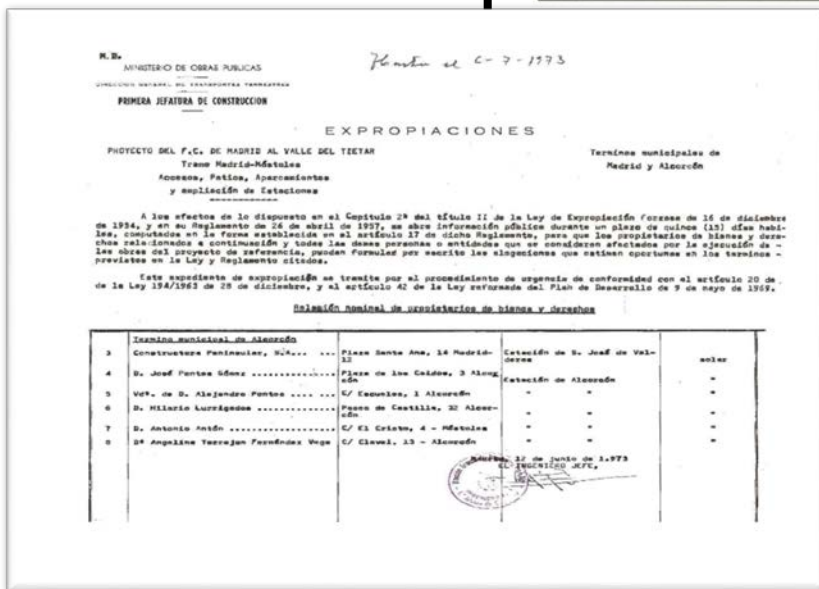 M. D.
MINISTERIO DE OBRAS PUBLICAS
DIRECCION GENERAL DE TRANSPORTES TERRESTRES
PRIMERA JEFATURA DE CONSTRUCCION
Hasta el 6-7-1973
EXPROPIACIONES
PROYECTO DEL F.C. DE MADRID AL VALLE DEL TIETAR
Tramo Madrid-Móstoles
Accesos, Patios, Aparcamientos
y ampliación de Estaciones
Terminos municipales de
Madrid y Alcorcón
A los efectos de lo dispuesto en el Capitulo 2º del título II de la Ley de Expropiación Forzosa de 16 de diciembre
de 1954, y en su Reglamento de 26 de abril de 1957, se abre información pública durante un plazo de quince (15) días hábi-
les, computados en la forma establecida en el artículo 17 de dicho Reglamento, para que los propietarios de bienes y dere-
chos relacionados a continuación y todas las demas personas o entidades que se consideren afectados por la ejecución de -
las obras del proyecto de referencia, puedan formular por escrito las alegaciones que estimen oportunas en los terminos -
previstos en la Ley y Reglamento citados.
Este expediente de expropiación se tramita por el procedimiento de urgencia de conformidad con el artículo 20 de
de la Ley 194/1963 de 28 de diciembre, y el artículo 42 de la Ley reformada del Plan de Desarrollo de 9 de mayo de 1969.
Relación nominal de propietarios de bienes y derechos
Termino municipal de Alcorcón
3 Constructora Peninsular, S.A... ... Plaza Santa Ana, 14 Madrid-12 Estación de S. José de Valderas solar
4 D. José Pontes Gómez .............. Plaza de los Caidos, 3 Alcorcón Estación de Alcorcón "
5 Vdª. de D. Alejandro Pontes .... ... C/ Escuelas, 1 Alcorcón " " "
6 D. Hilario .............. Paseo de Castilla, 32 Alcorcón " " "
7 D. Antonio Antón .................. C/ El Cristo, 4 - Móstoles " " "
8 Dª Angelina Torrejon Fernández Vega C/ Clavel, 13 - Alcorcón " " "
Madrid, 12 de junio de 1.973
EL INGENIERO JEFE,